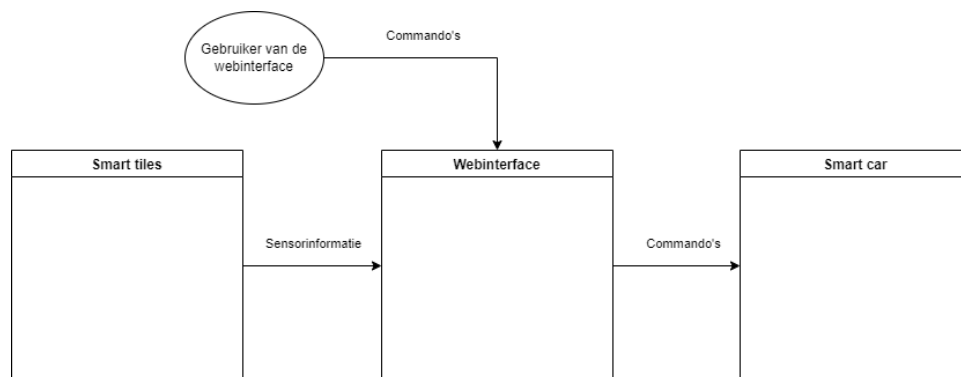 Commando's
Gebruiker van de
webinterface
Smart tiles
Webinterface
Smart car
Sensorinformatie
Commando's